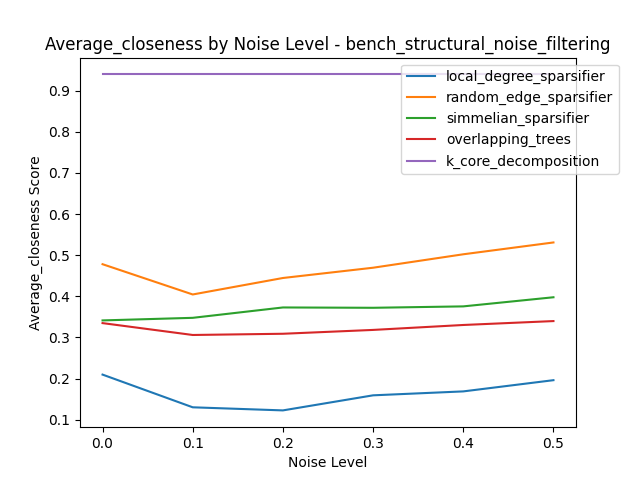 Average_closeness by Noise Level - bench_structural_noise_filtering
local_degree_sparsifier
random_edge_sparsifier
simmelian_sparsifier
overlapping_trees
k_core_decomposition
Average_closeness Score
0.9
0.8
0.7
0.6
0.5
0.4
0.3
0.2
0.1
0.0 0.1 0.2 0.3 0.4 0.5
Noise Level